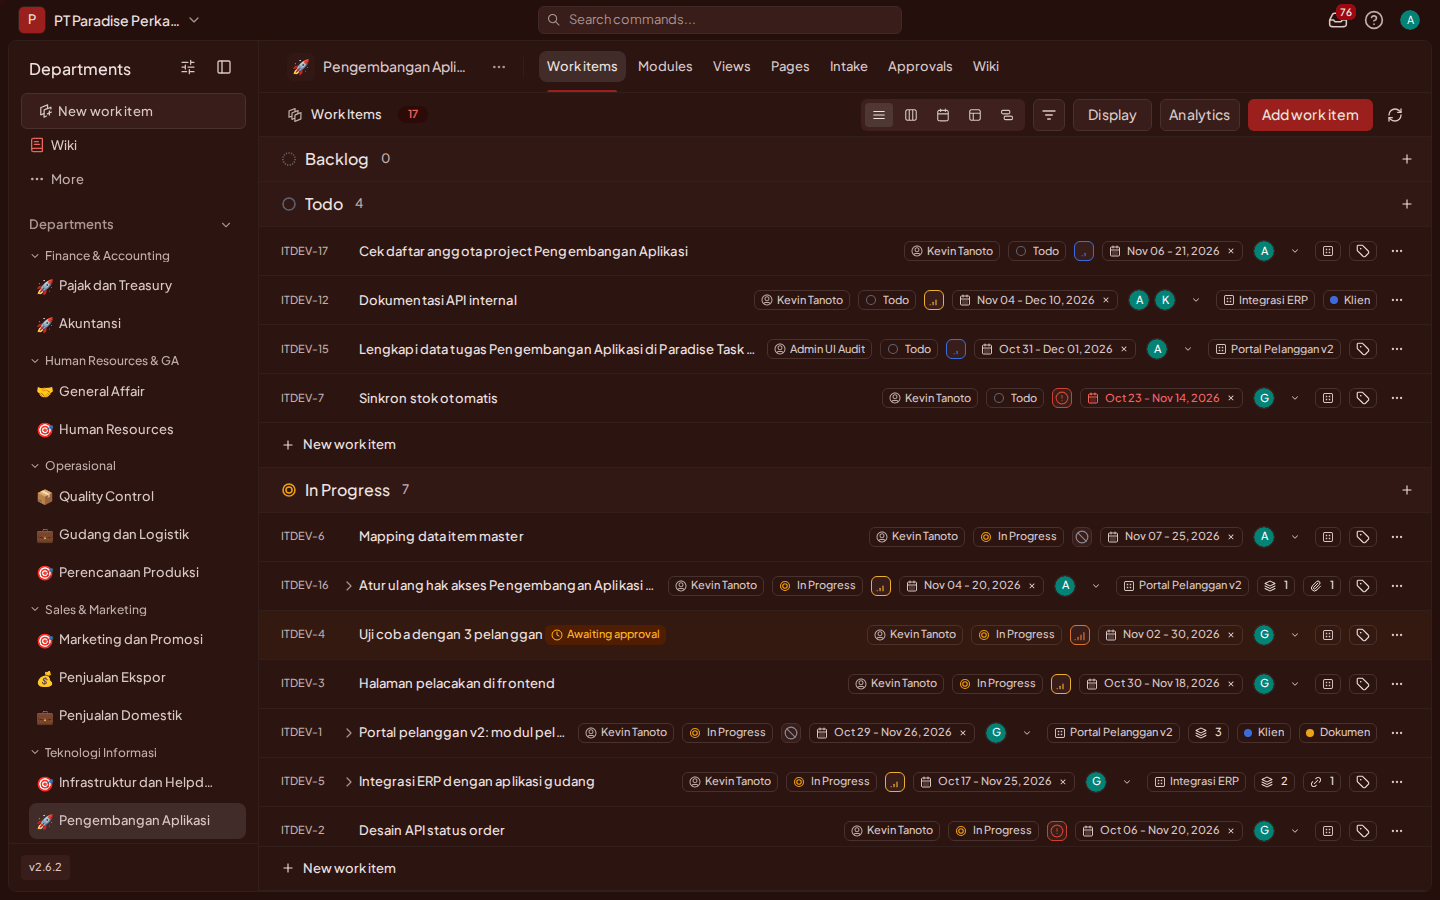 P PT Paradise Perka... Search commands... 76 A
Departments
New work item
Wiki
More
Departments
Finance & Accounting
Pajak dan Treasury
Akuntansi
Human Resources & GA
General Affair
Human Resources
Operasional
Quality Control
Gudang dan Logistik
Perencanaan Produksi
Sales & Marketing
Marketing dan Promosi
Penjualan Ekspor
Penjualan Domestik
Teknologi Informasi
Infrastruktur dan Helpd...
Pengembangan Aplikasi
v2.6.2
Pengembangan Apli... Work items Modules Views Pages Intake Approvals Wiki
Work Items 17 Display Analytics Add work item
Backlog 0
Todo 4
ITDEV-17 Cek daftar anggota project Pengembangan Aplikasi Kevin Tanoto Todo Nov 06 - 21, 2026 A
ITDEV-12 Dokumentasi API internal Kevin Tanoto Todo Nov 04 - Dec 10, 2026 A K Integrasi ERP Klien
ITDEV-15 Lengkapi data tugas Pengembangan Aplikasi di Paradise Task ... Admin UI Audit Todo Oct 31 - Dec 01, 2026 A Portal Pelanggan v2
ITDEV-7 Sinkron stok otomatis Kevin Tanoto Todo Oct 23 - Nov 14, 2026 G
New work item
In Progress 7
ITDEV-6 Mapping data item master Kevin Tanoto In Progress Nov 07 - 25, 2026 A
ITDEV-16 Atur ulang hak akses Pengembangan Aplikasi ... Kevin Tanoto In Progress Nov 04 - 20, 2026 A Portal Pelanggan v2 1 1
ITDEV-4 Uji coba dengan 3 pelanggan Awaiting approval Kevin Tanoto In Progress Nov 02 - 30, 2026 G
ITDEV-3 Halaman pelacakan di frontend Kevin Tanoto In Progress Oct 30 - Nov 18, 2026 G
ITDEV-1 Portal pelanggan v2: modul pel... Kevin Tanoto In Progress Oct 29 - Nov 26, 2026 G Portal Pelanggan v2 3 Klien Dokumen
ITDEV-5 Integrasi ERP dengan aplikasi gudang Kevin Tanoto In Progress Oct 17 - Nov 25, 2026 G Integrasi ERP 2 1
ITDEV-2 Desain API status order Kevin Tanoto In Progress Oct 06 - Nov 20, 2026 G
New work item